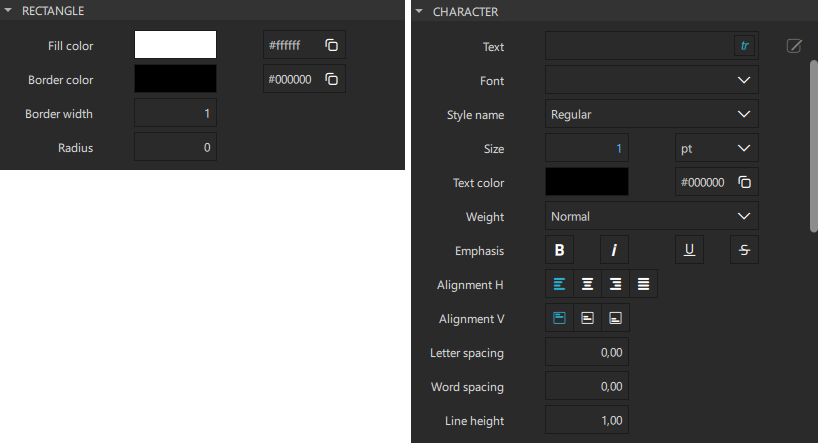 RECTANGLE
Fill color #ffffff
Border color #000000
Border width 1
Radius 0
CHARACTER
Text tr
Font
Style name Regular
Size 1 pt
Text color #000000
Weight Normal
Emphasis B i U S
Alignment H
Alignment V
Letter spacing 0,00
Word spacing 0,00
Line height 1,00